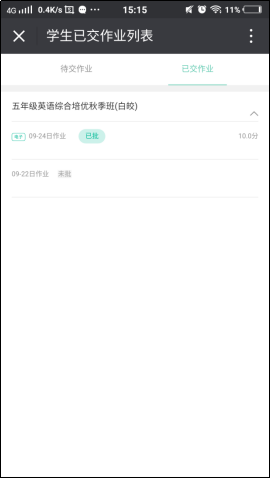 4G 0.4K/s 15:15 11%
学生已交作业列表
待交作业 已交作业
五年级英语综合培优秋季班(白皎)
电子 09-24日作业 已批 10.0分
09-22日作业 未批